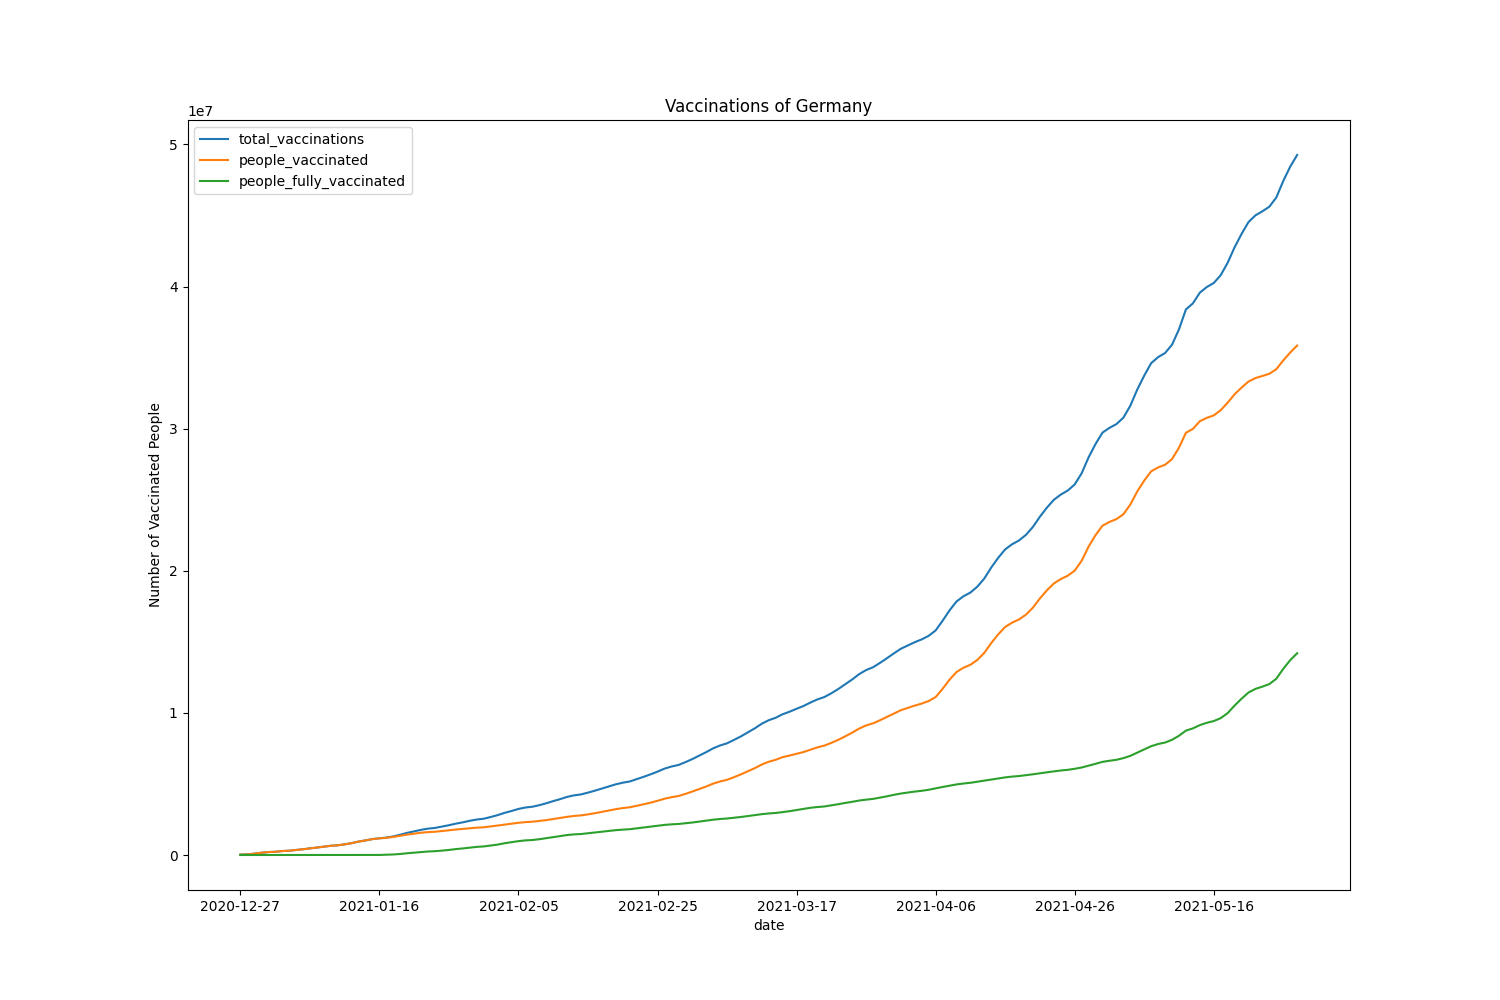 Vaccinations of Germany
1e7
total_vaccinations
people_vaccinated
people_fully_vaccinated
5
4
3
2
1
0
Number of Vaccinated People
2020-12-27 2021-01-16 2021-02-05 2021-02-25 2021-03-17 2021-04-06 2021-04-26 2021-05-16
date